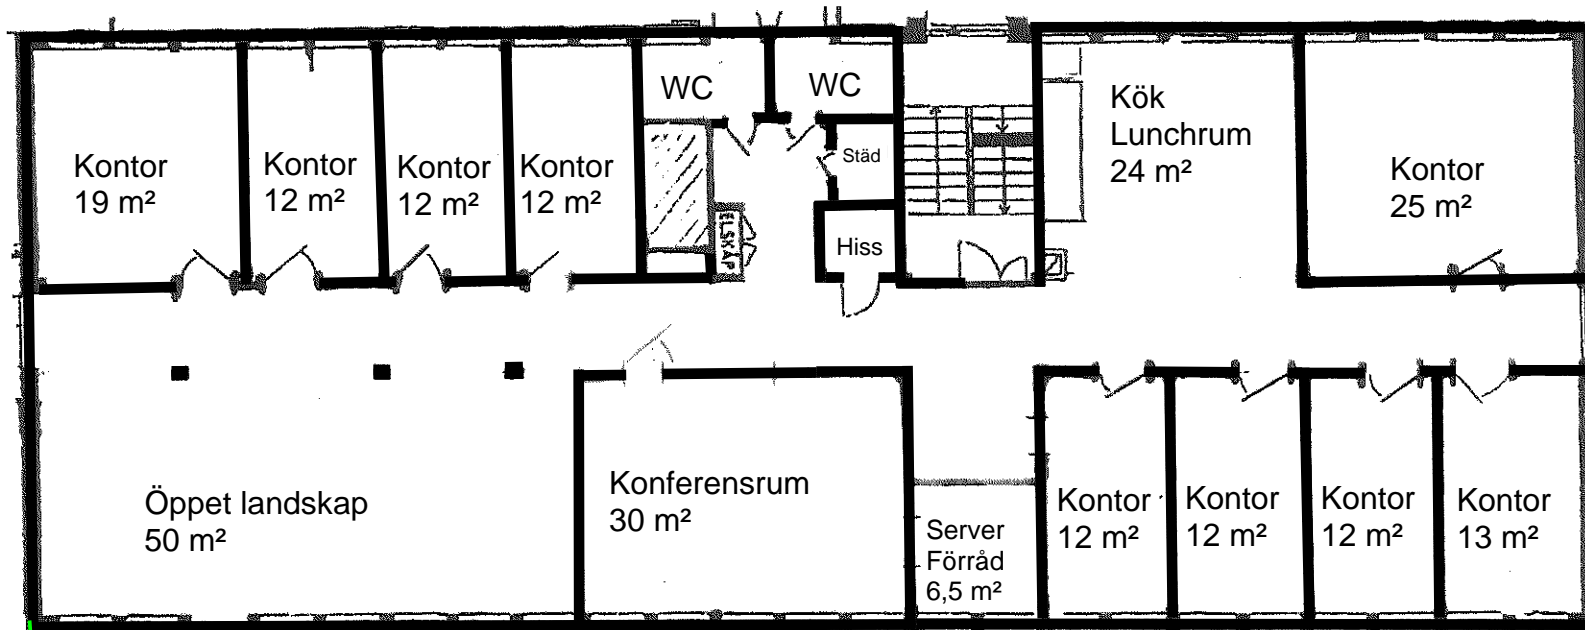 WC
WC
Kök
Lunchrum
24 m²
Städ
Kontor
19 m²
Kontor
12 m²
Kontor
12 m²
Kontor
12 m²
Kontor
25 m²
ELSKÅP
Hiss
Öppet landskap
50 m²
Konferensrum
30 m²
Server
Förråd
6,5 m²
Kontor
12 m²
Kontor
12 m²
Kontor
12 m²
Kontor
13 m²